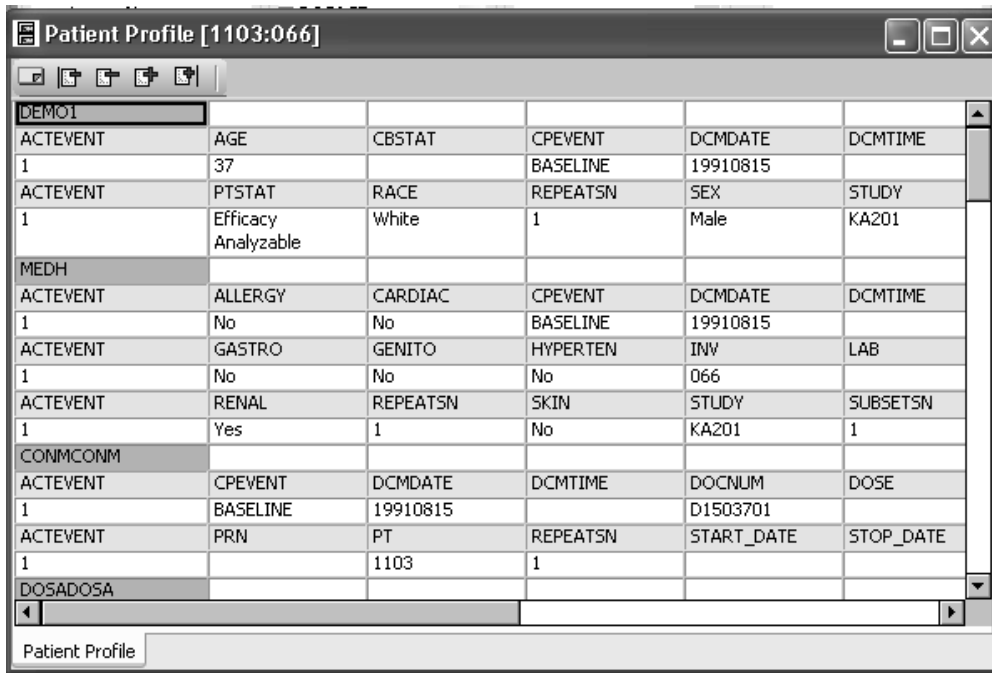 Patient Profile [1103:066]
DEMO1
ACTEVENT AGE CBSTAT CPEVENT DCMDATE DCMTIME
1 37 BASELINE 19910815
ACTEVENT PTSTAT RACE REPEATSN SEX STUDY
1 Efficacy Analyzable White 1 Male KA201
MEDH
ACTEVENT ALLERGY CARDIAC CPEVENT DCMDATE DCMTIME
1 No No BASELINE 19910815
ACTEVENT GASTRO GENITO HYPERTEN INV LAB
1 No No No 066
ACTEVENT RENAL REPEATSN SKIN STUDY SUBSETSN
1 Yes 1 No KA201 1
CONMCONM
ACTEVENT CPEVENT DCMDATE DCMTIME DOCNUM DOSE
1 BASELINE 19910815 D1503701
ACTEVENT PRN PT REPEATSN START_DATE STOP_DATE
1 1103 1
DOSADOSA
Patient Profile